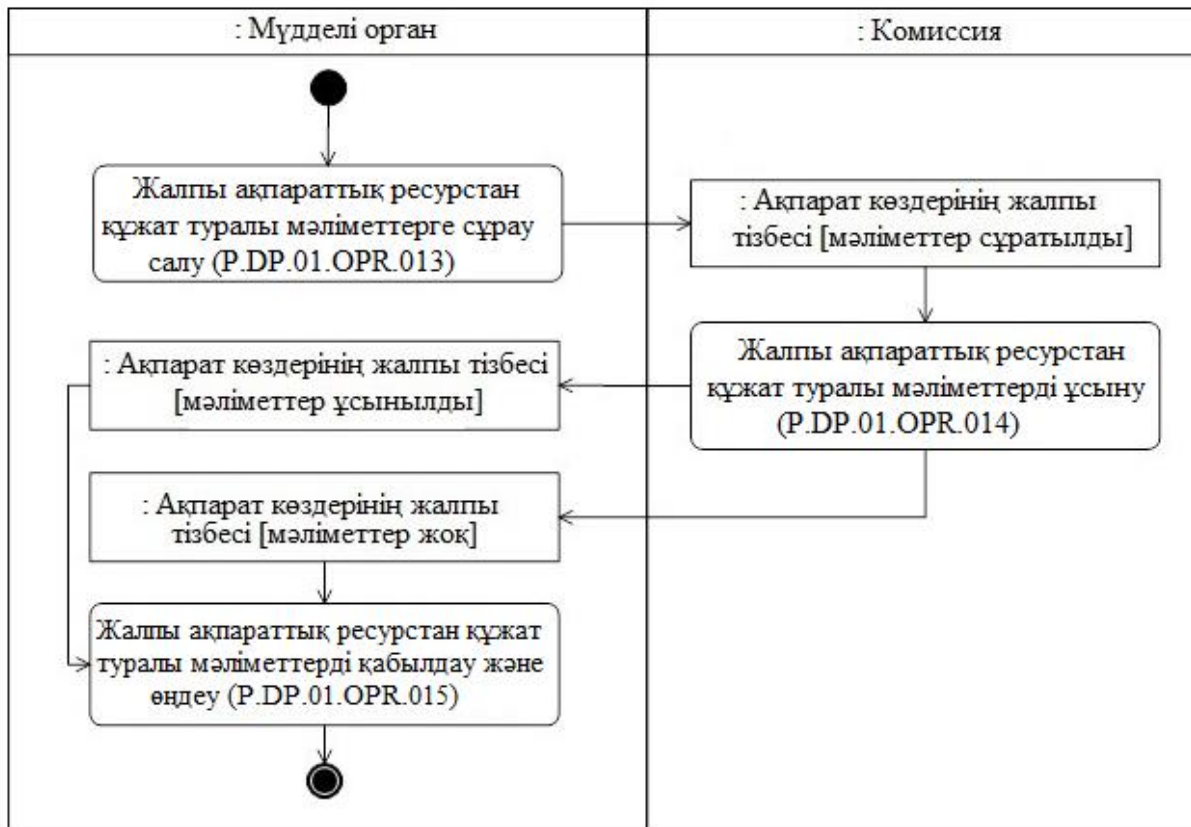 : Мүдделі орган
: Комиссия
Жалпы ақпараттық ресурстан
құжат туралы мәліметтерге сұрау
салу (P.DP.01.OPR.013)
: Ақпарат көздерінің жалпы
тізбесі [мәліметтер сұратылды]
Жалпы ақпараттық ресурстан
құжат туралы мәліметтерді ұсыну
(P.DP.01.OPR.014)
: Ақпарат көздерінің жалпы тізбесі
[мәліметтер ұсынылды]
: Ақпарат көздерінің жалпы
тізбесі [мәліметтер жоқ]
Жалпы ақпараттық ресурстан құжат
туралы мәліметтерді қабылдау және
өңдеу (P.DP.01.OPR.015)